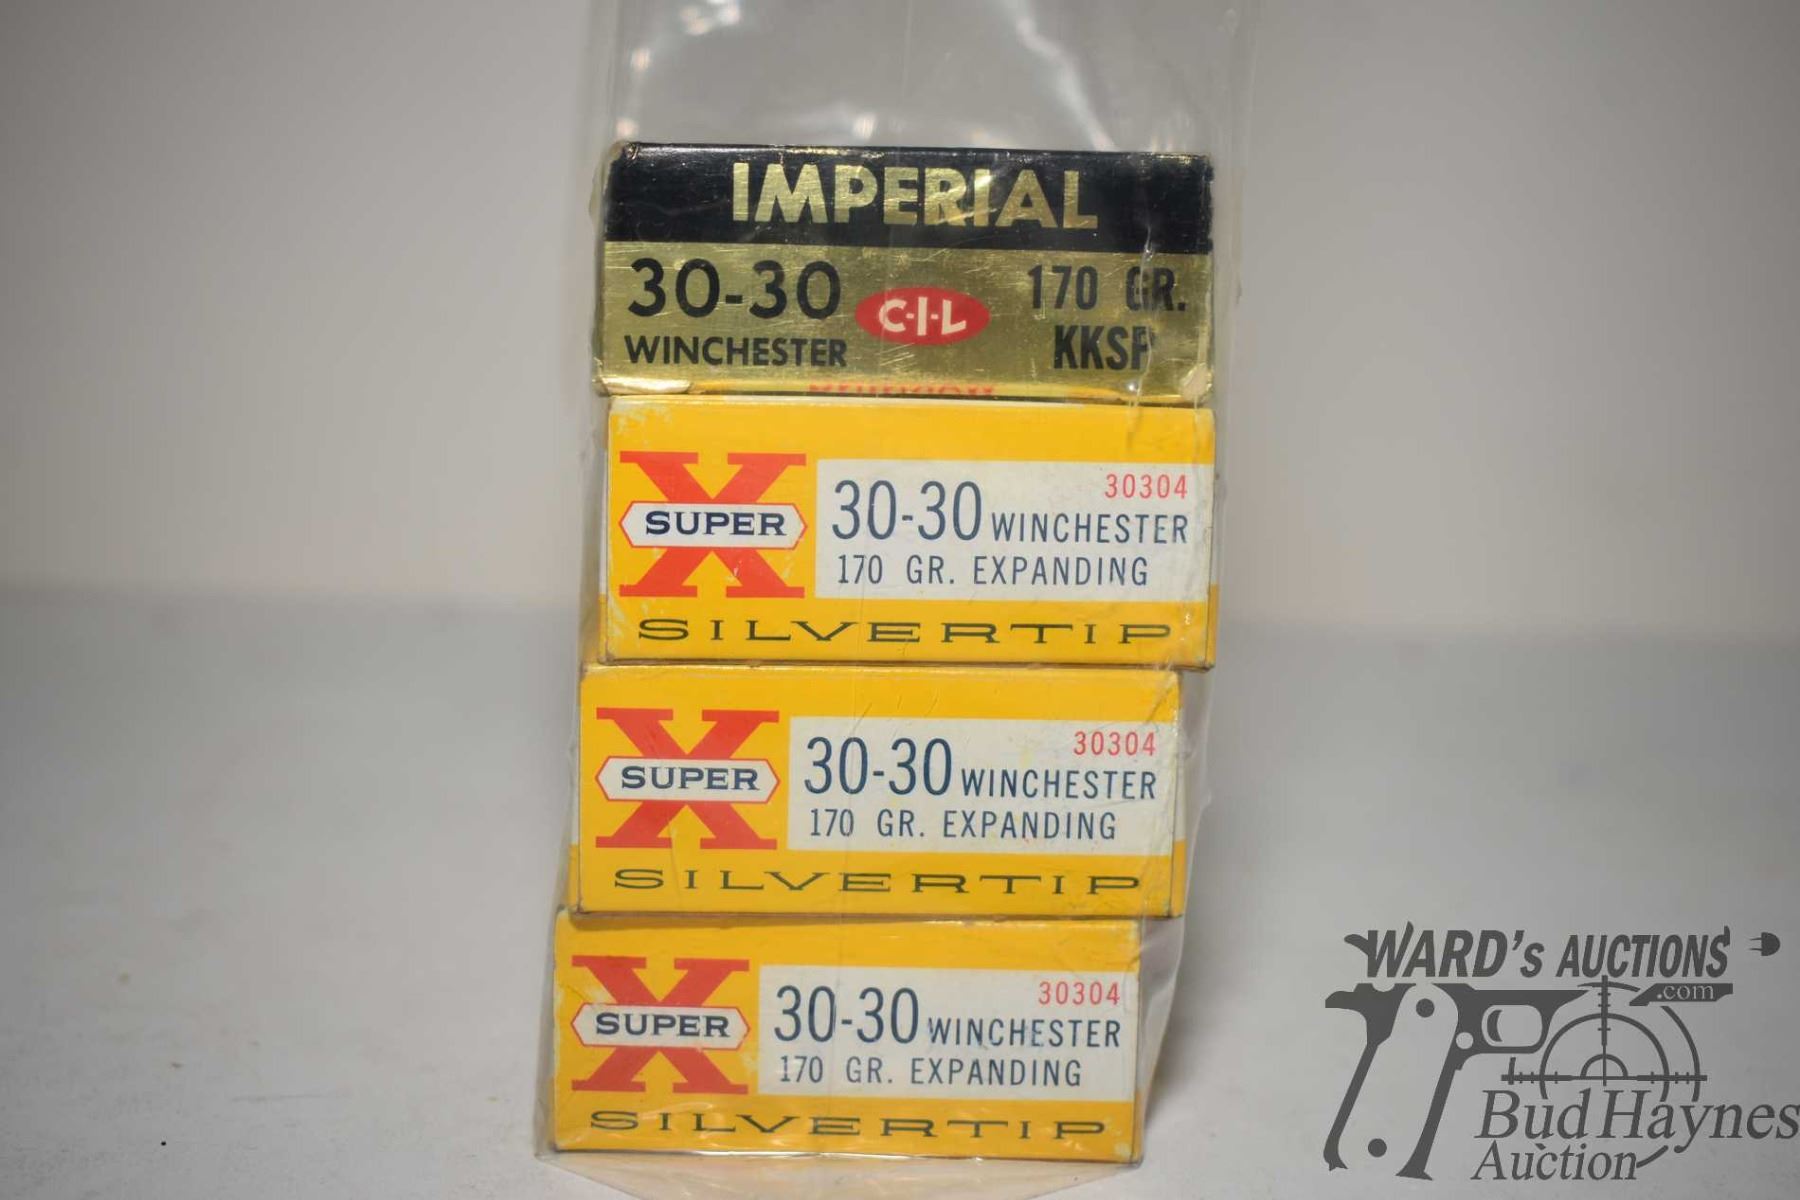 IMPERIAL
30-30 C-I-L 170 GR.
WINCHESTER KKSP
X
SUPER
30304
30-30 WINCHESTER
170 GR. EXPANDING
SILVERTIP
X
SUPER
30304
30-30 WINCHESTER
170 GR. EXPANDING
SILVERTIP
X
SUPER
30304
30-30 WINCHESTER
170 GR. EXPANDING
SILVERTIP
WARD's AUCTIONS
.com
Bud Haynes
Auction